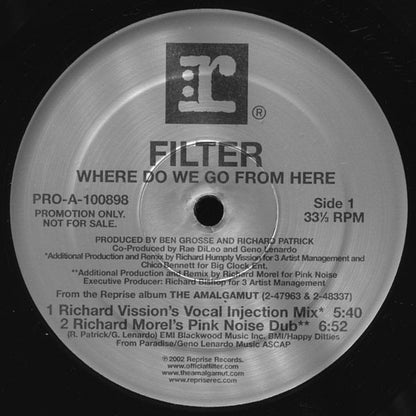 r
®
FILTER
WHERE DO WE GO FROM HERE
PRO-A-100898
PROMOTION ONLY.
NOT FOR SALE.
Side 1
33⅓ RPM
PRODUCED BY BEN GROSSE AND RICHARD PATRICK
Co-Produced by Rae DiLeo and Geno Lenardo
*Additional Production and Remix by Richard Humpty Vission for 3 Artist Management and
Chico Bennett for Big Clock Ent.
**Additional Production and Remix by Richard Morel for Pink Noise
Executive Producer: Richard Bishop for 3 Artist Management
From the Reprise album THE AMALGAMUT (2-47963 & 2-48337)
1 Richard Vission's Vocal Injection Mix* 5:40
2 Richard Morel's Pink Noise Dub** 6:52
(R. Patrick/G. Lenardo) EMI Blackwood Music Inc. BMI/Happy Ditties
From Paradise/Geno Lenardo Music ASCAP
℗2002 Reprise Records.
www.officialfilter.com
www.theamalgamut.com
www.repriserec.com